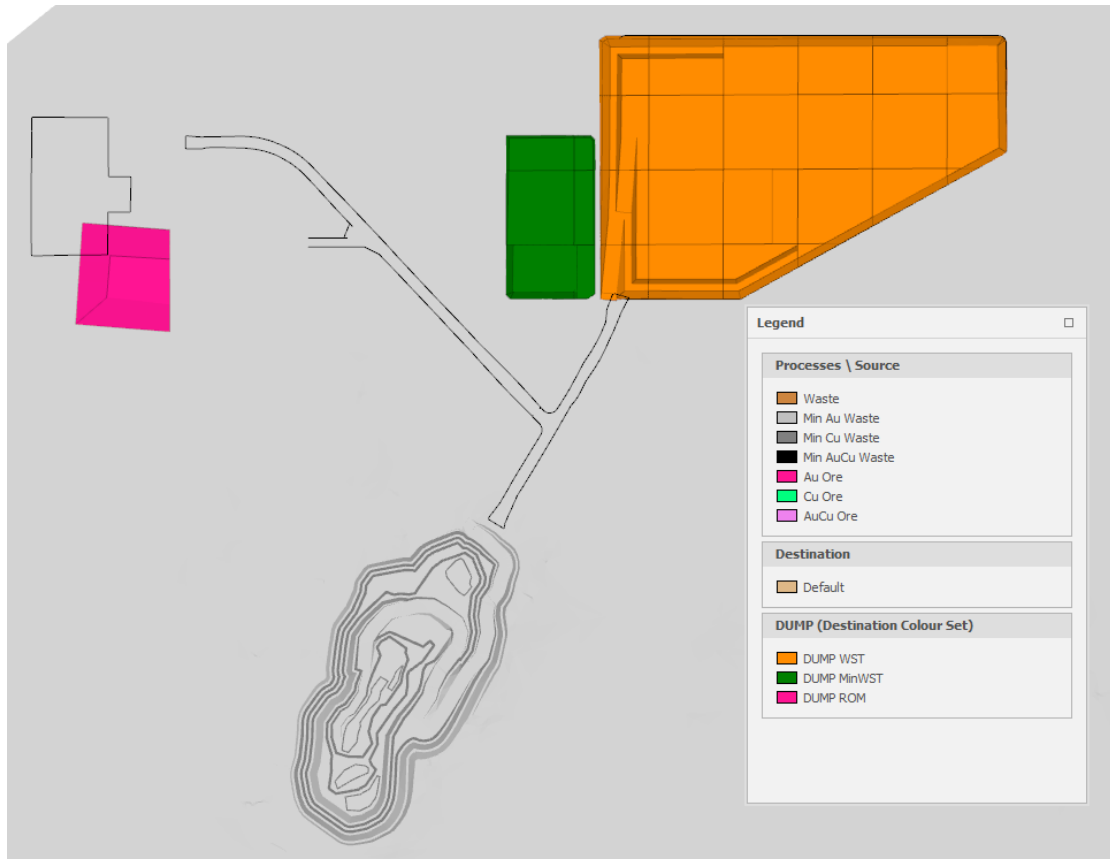 Legend
Processes \ Source
Waste
Min Au Waste
Min Cu Waste
Min AuCu Waste
Au Ore
Cu Ore
AuCu Ore
Destination
Default
DUMP (Destination Colour Set)
DUMP WST
DUMP MinWST
DUMP ROM